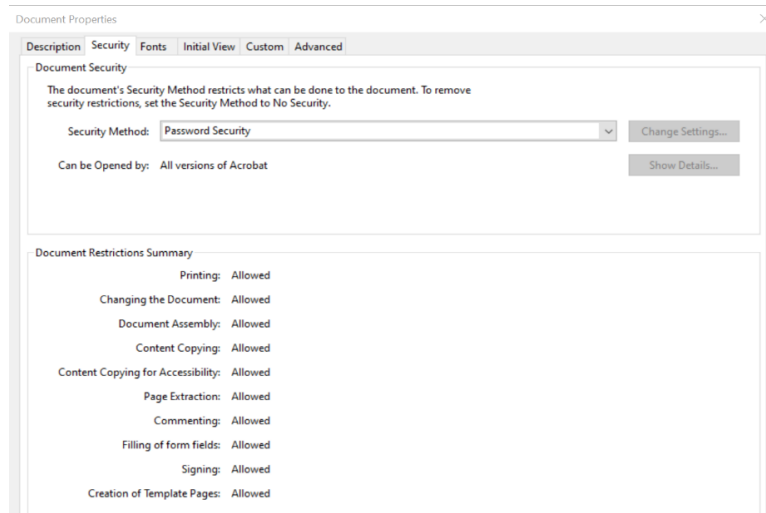 Document Properties
Description Security Fonts Initial View Custom Advanced
Document Security
The document's Security Method restricts what can be done to the document. To remove
security restrictions, set the Security Method to No Security.
Security Method: Password Security Change Settings...
Can be Opened by: All versions of Acrobat Show Details...
Document Restrictions Summary
Printing: Allowed
Changing the Document: Allowed
Document Assembly: Allowed
Content Copying: Allowed
Content Copying for Accessibility: Allowed
Page Extraction: Allowed
Commenting: Allowed
Filling of form fields: Allowed
Signing: Allowed
Creation of Template Pages: Allowed